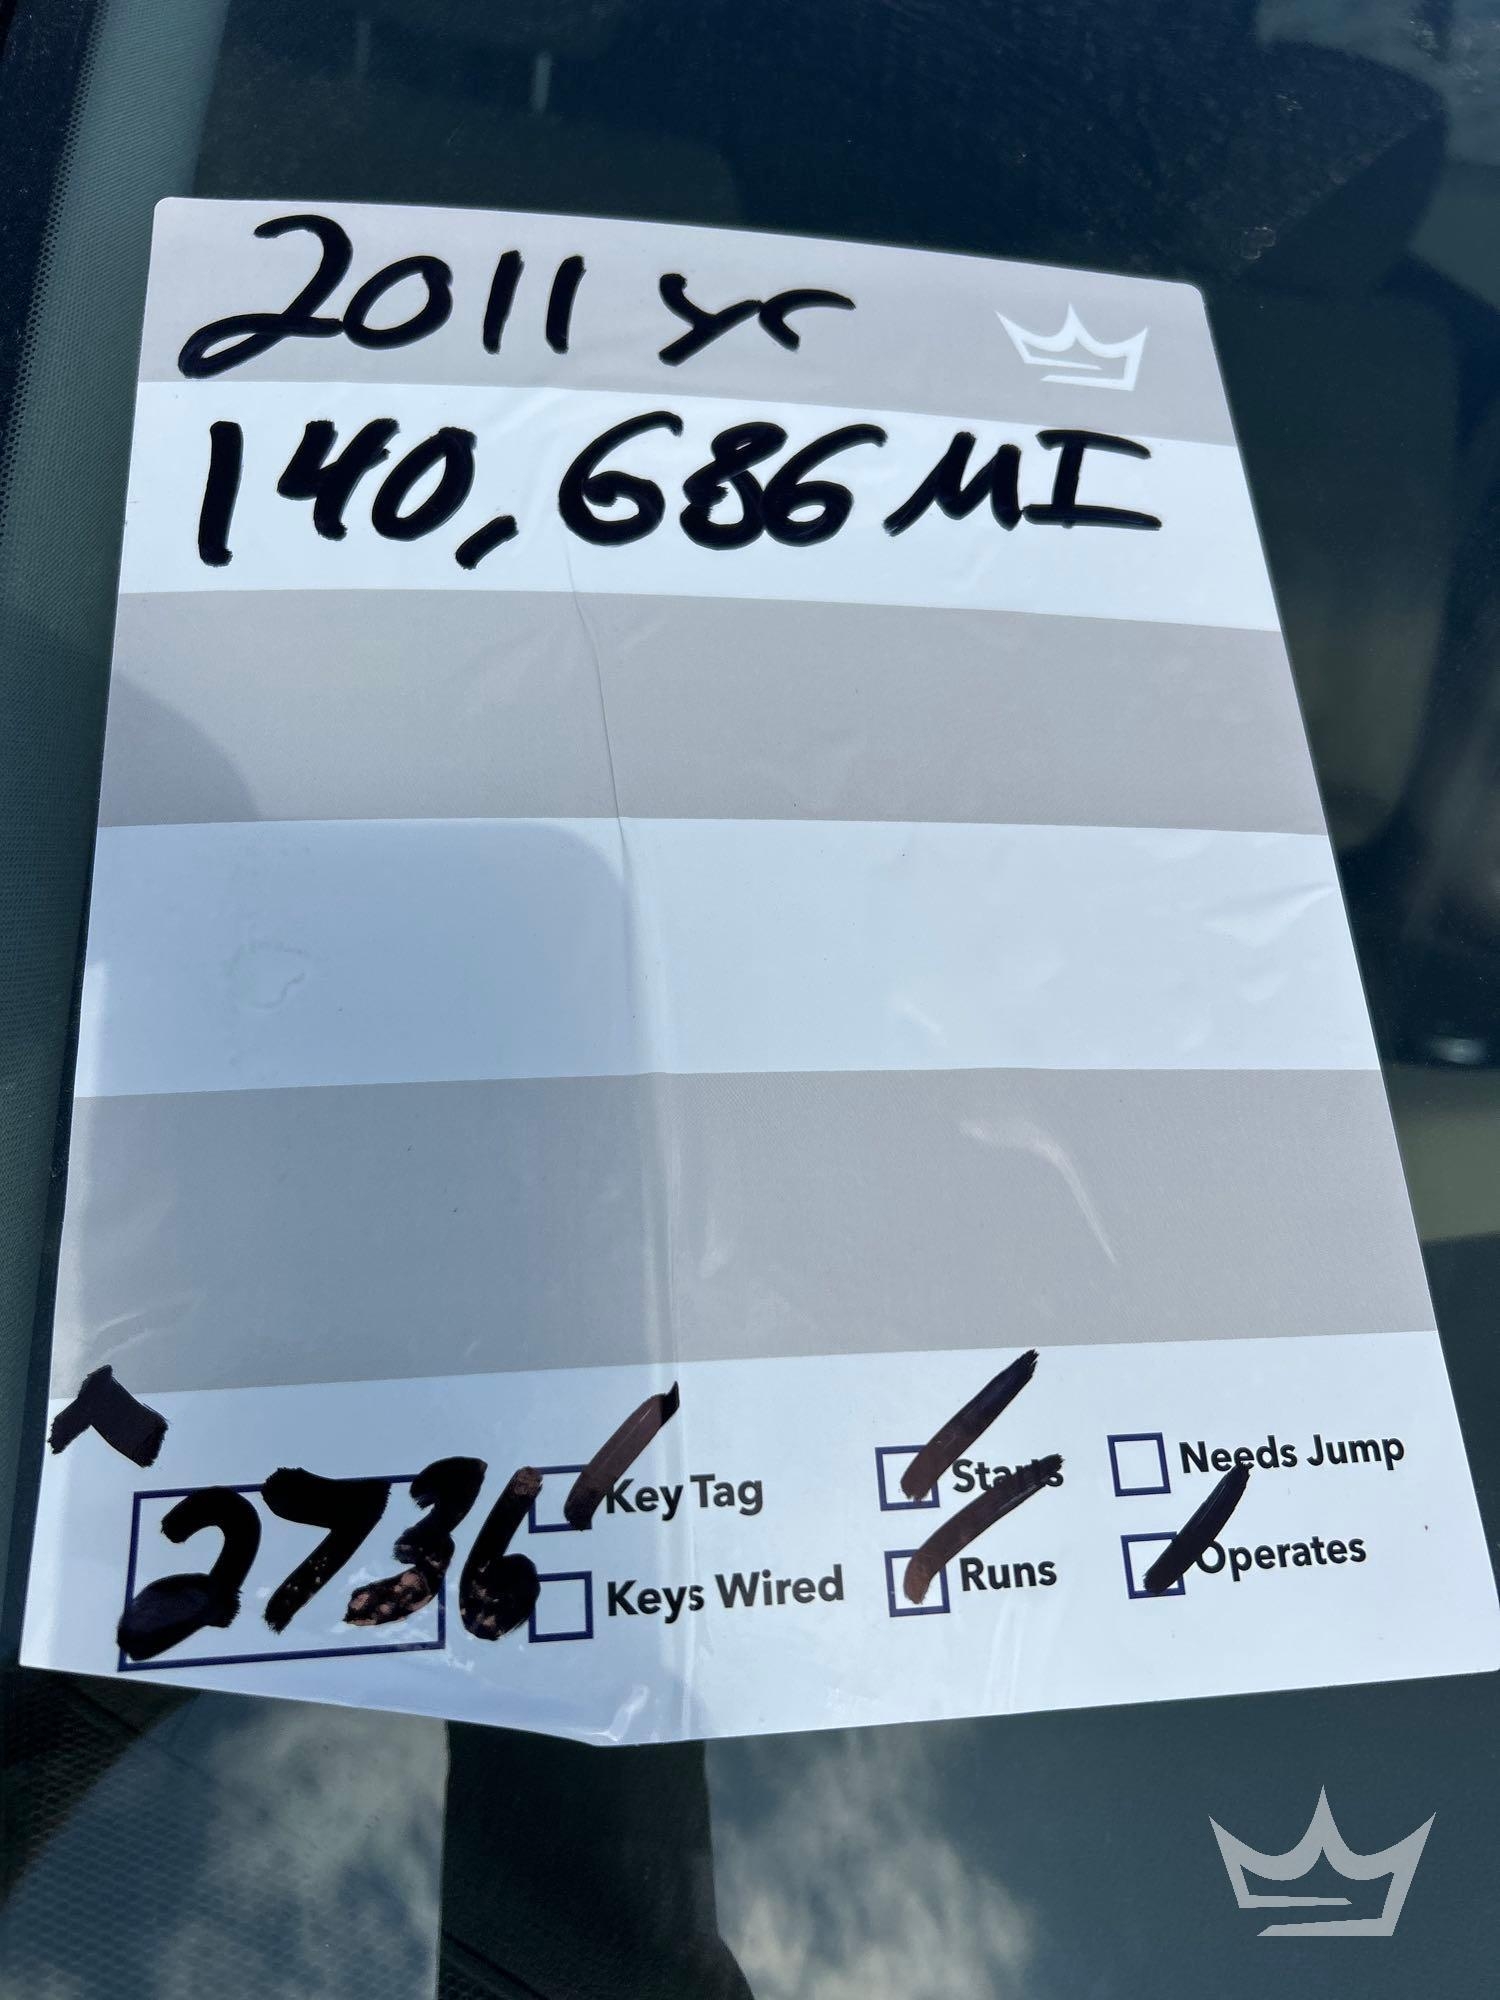 2011 yr
140,686 MI
2736
Key Tag
Starts
Needs Jump
Keys Wired
Runs
Operates